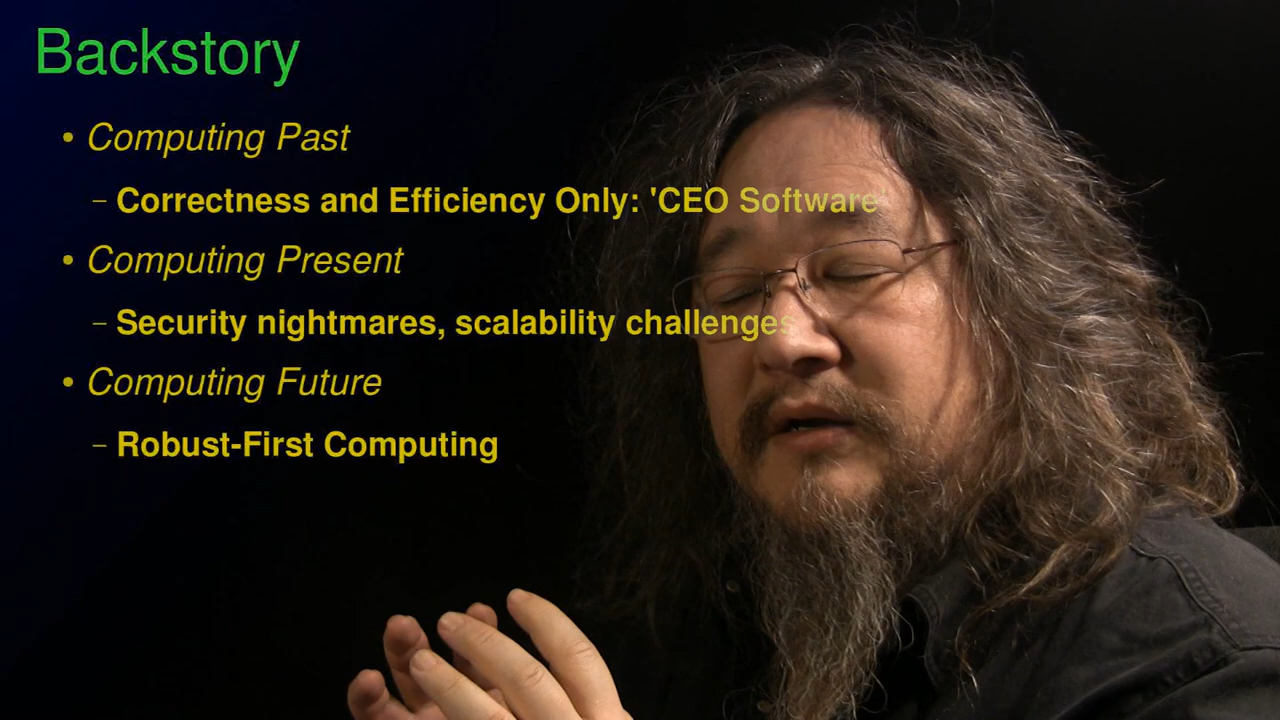 Backstory
• Computing Past
– Correctness and Efficiency Only: 'CEO Software'
• Computing Present
– Security nightmares, scalability challenges
• Computing Future
– Robust-First Computing